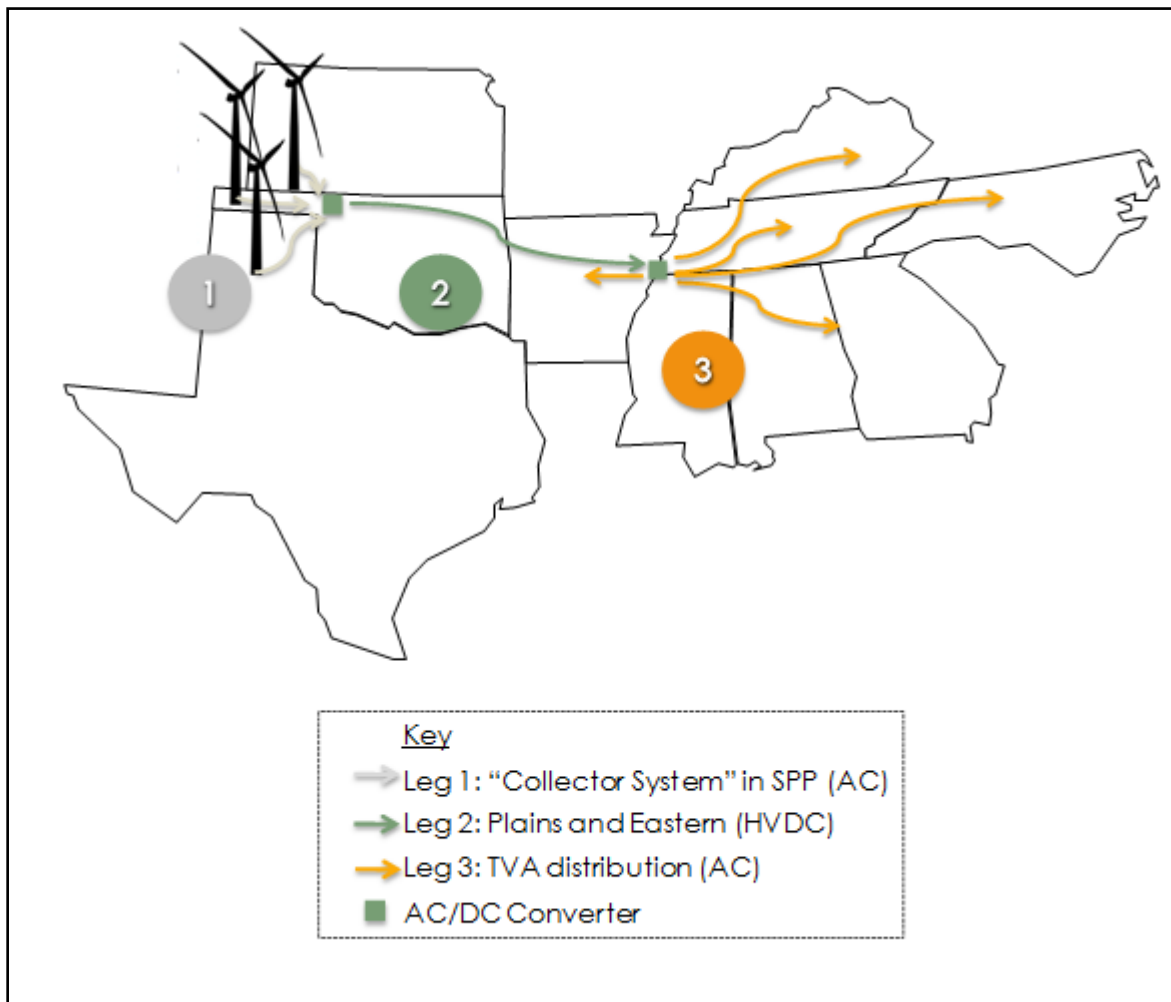 1
2
3
Key
Leg 1: “Collector System” in SPP (AC)
Leg 2: Plains and Eastern (HVDC)
Leg 3: TVA distribution (AC)
AC/DC Converter